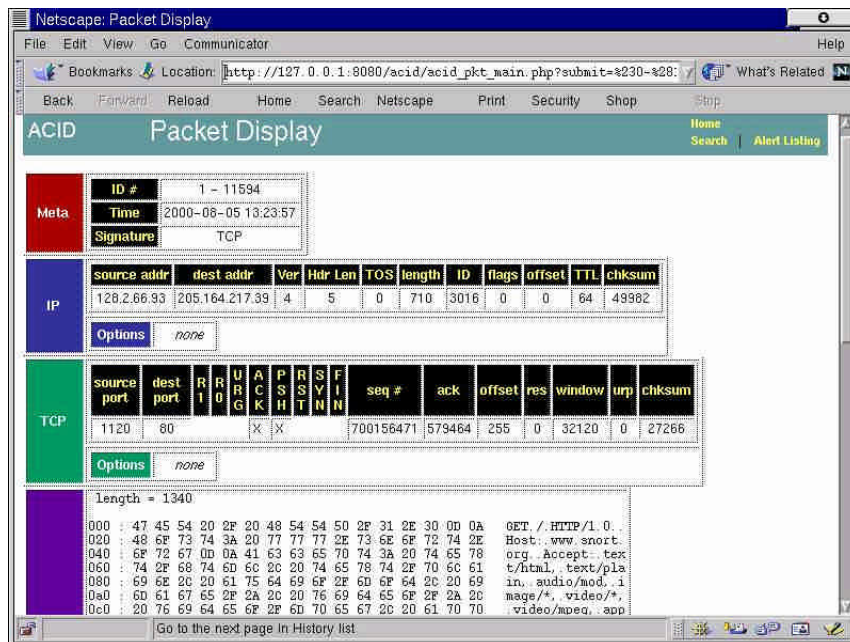 Netscape: Packet Display
File Edit View Go Communicator Help
Bookmarks Location: http://127.0.0.1:8080/acid/acid_pkt_main.php?submit=%230-%28 What's Related
Back Forward Reload Home Search Netscape Print Security Shop Stop
ACID Packet Display
Home
Search | Alert Listing
Meta
ID # 1 - 11594
Time 2000-08-05 13:23:57
Signature TCP
IP
source addr dest addr Ver Hdr Len TOS length ID flags offset TTL chksum
128.2.66.93 205.164.217.39 4 5 0 710 3016 0 0 64 49982
Options none
TCP
source port dest port R1 R0 URG ACK PSH RST SYN FIN seq # ack offset res window urp chksum
1120 80 X X 700156471 579464 255 0 32120 0 27266
Options none
length = 1340
000 : 47 45 54 20 2F 20 48 54 54 50 2F 31 2E 30 0D 0A GET./.HTTP/1.0..
020 : 48 6F 73 74 3A 20 77 77 77 2E 73 6E 6F 72 74 2E Host:.www.snort.
040 : 6F 72 67 0D 0A 41 63 63 65 70 74 3A 20 74 65 78 org..Accept:.tex
060 : 74 2F 68 74 6D 6C 2C 20 74 65 78 74 2F 70 6C 61 t/html,.text/pla
080 : 69 6E 2C 20 61 75 64 69 6F 2F 6D 6F 64 2C 20 69 in,.audio/mod,.i
0a0 : 6D 61 67 65 2F 2A 2C 20 76 69 64 65 6F 2F 2A 2C mage/*,.video/*,
0c0 : 20 76 69 64 65 6F 2F 6D 70 65 67 2C 20 61 70 70 .video/mpeg,.app
Go to the next page in History list